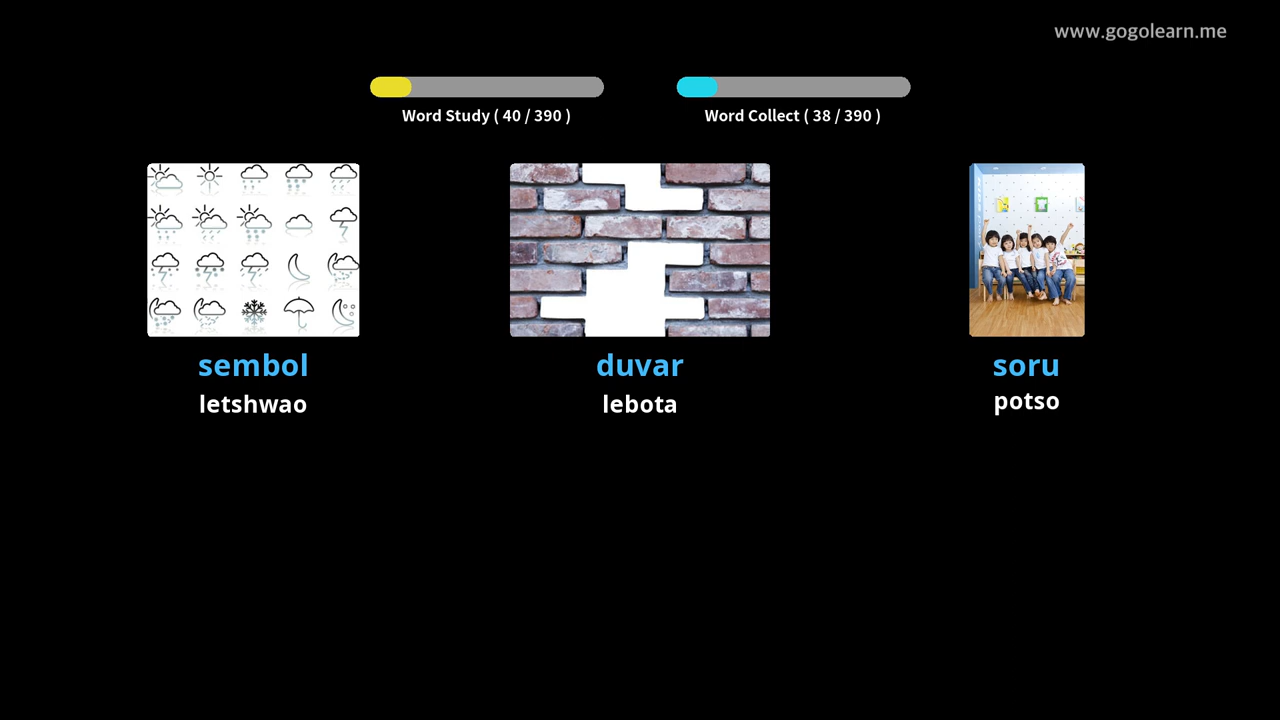 www.gogolearn.me
Word Study ( 40 / 390 )
Word Collect ( 38 / 390 )
sembol
letshwao
duvar
lebota
soru
potso